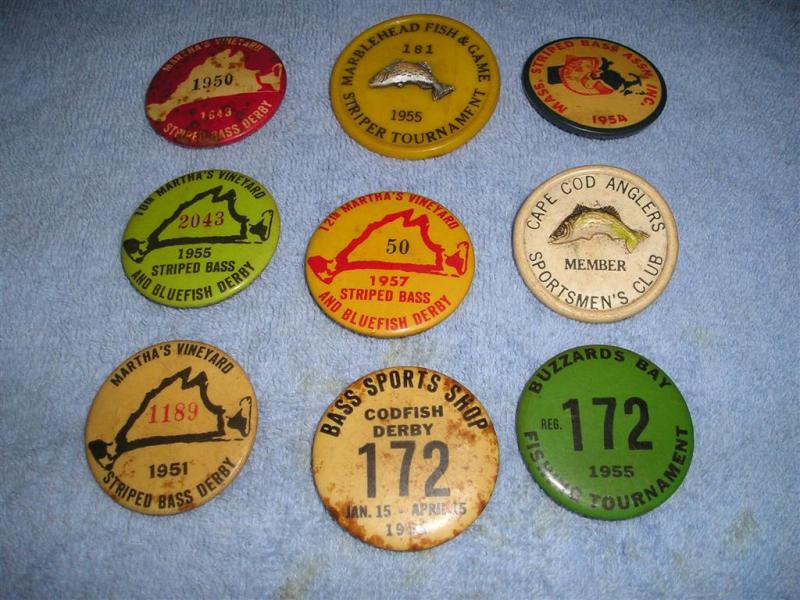 MARTHA'S VINEYARD
1950
1643
STRIPED BASS DERBY
MARBLEHEAD FISH & GAME
181
1955
STRIPER TOURNAMENT
MASS. STRIPED BASS ASS'N. INC.
1954
10TH MARTHA'S VINEYARD
2043
1955
STRIPED BASS
AND BLUEFISH DERBY
12TH MARTHA'S VINEYARD
50
1957
STRIPED BASS
AND BLUEFISH DERBY
CAPE COD ANGLERS
MEMBER
SPORTSMEN'S CLUB
MARTHA'S VINEYARD
1189
1951
STRIPED BASS DERBY
BASS SPORTS SHOP
CODFISH
DERBY
172
JAN. 15 - APRIL 15
BUZZARDS BAY
REG. 172
1955
FISHING TOURNAMENT